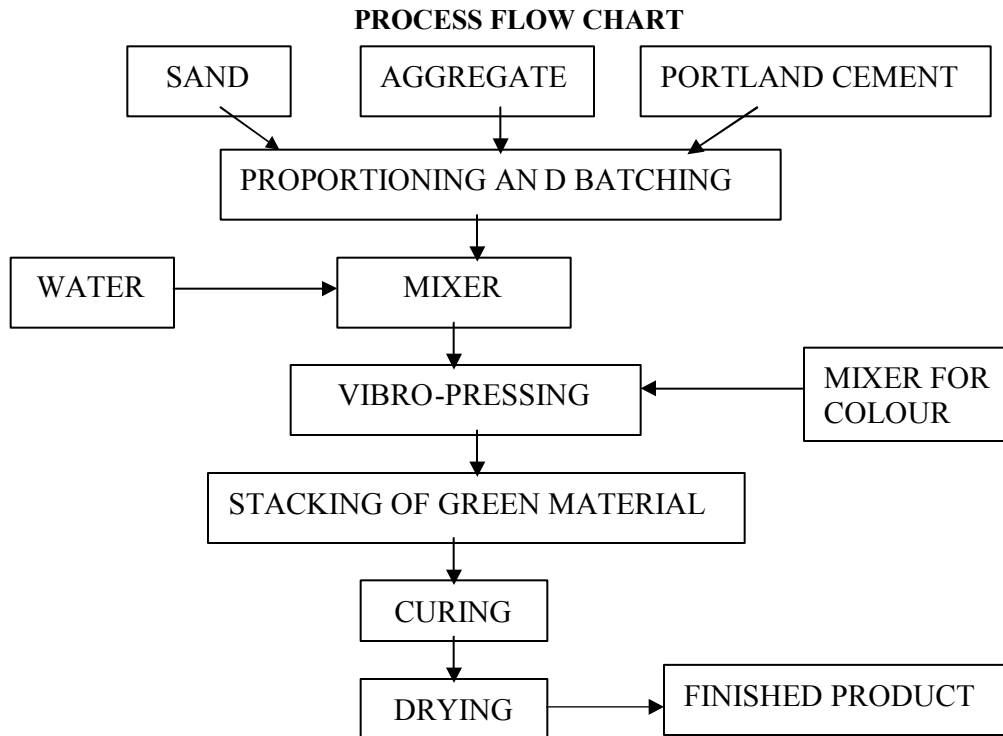 PROCESS FLOW CHART
SAND
AGGREGATE
PORTLAND CEMENT
PROPORTIONING AN D BATCHING
WATER
MIXER
VIBRO-PRESSING
MIXER FOR
COLOUR
STACKING OF GREEN MATERIAL
CURING
DRYING
FINISHED PRODUCT